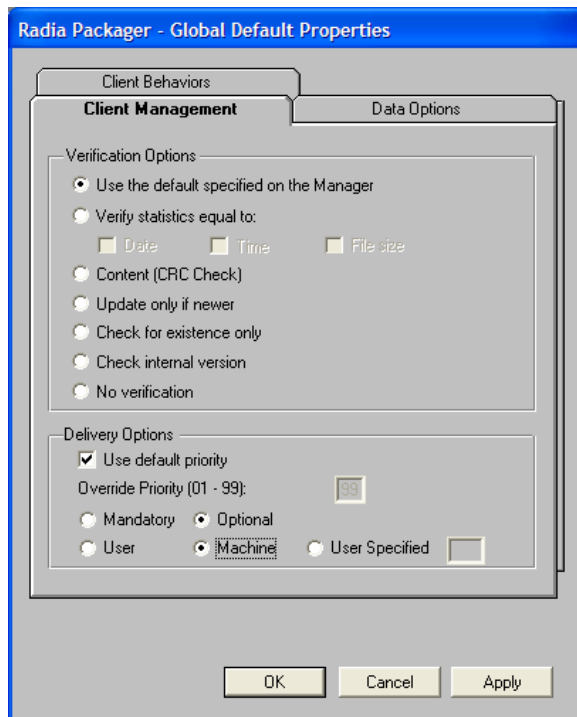 Radia Packager - Global Default Properties
Client Behaviors
Client Management Data Options
Verification Options
Use the default specified on the Manager
Verify statistics equal to:
Date Time File size
Content (CRC Check)
Update only if newer
Check for existence only
Check internal version
No verification
Delivery Options
Use default priority
Override Priority (01 - 99): 99
Mandatory Optional
User Machine User Specified
OK Cancel Apply